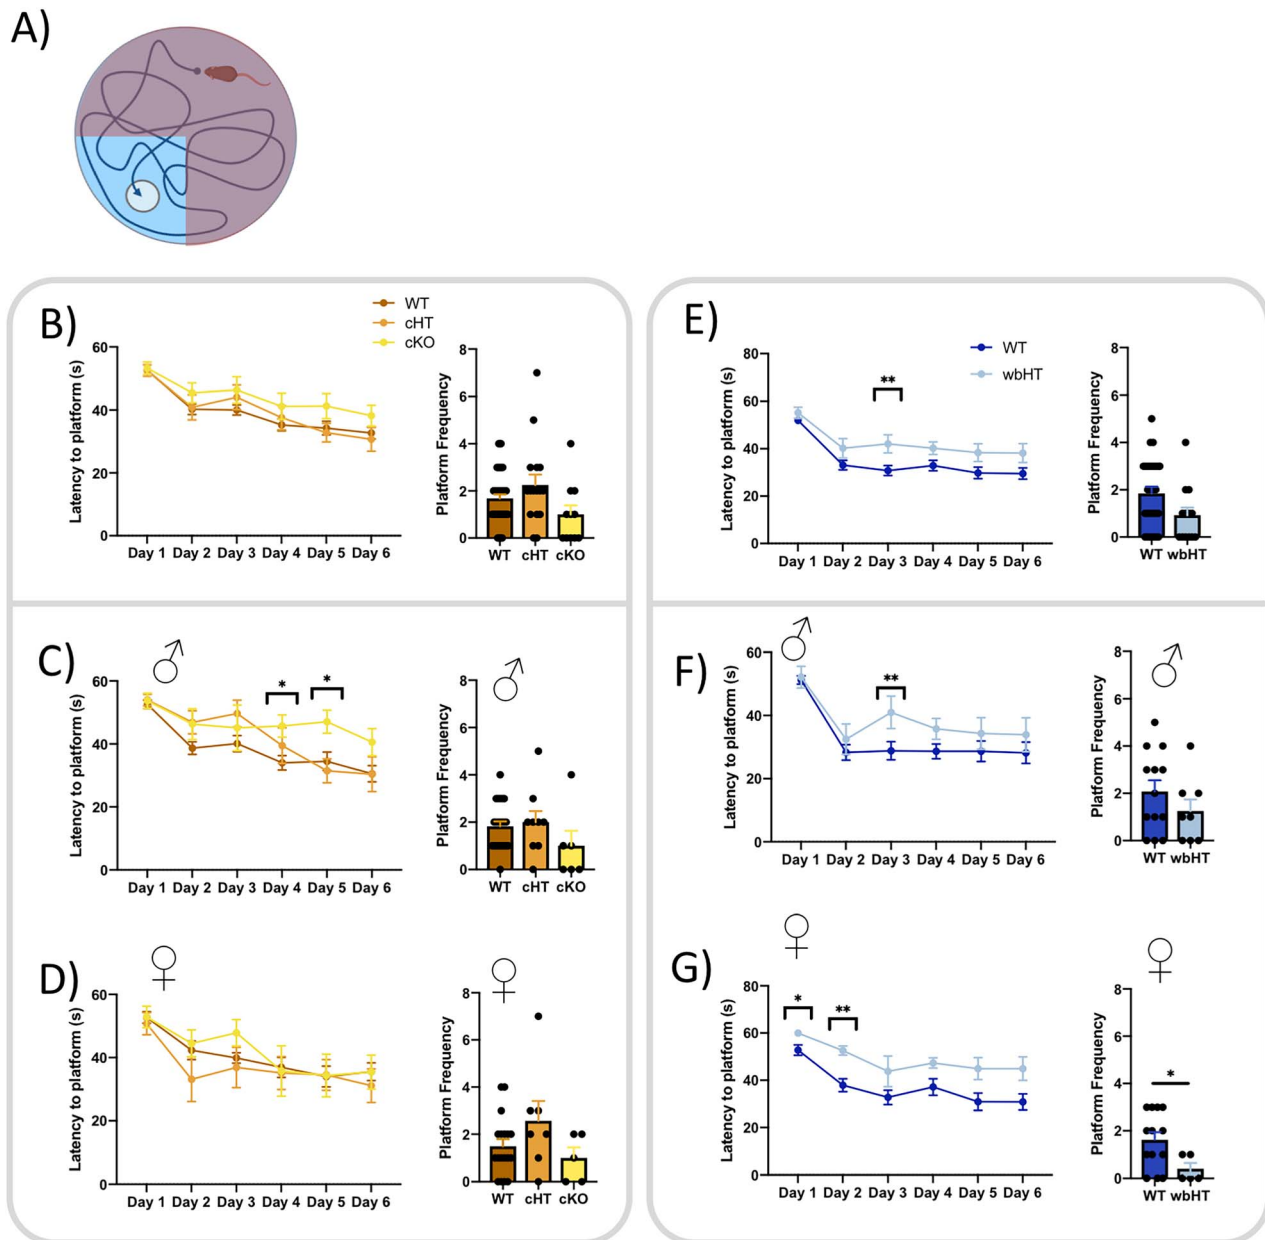 A)
B)
WT
cHT
cKO
Latency to platform (s)
60
40
20
0
Day 1 Day 2 Day 3 Day 4 Day 5 Day 6
Platform Frequency
8
6
4
2
0
WT cHT cKO
C)
♂
Latency to platform (s)
60
40
20
0
* *
Day 1 Day 2 Day 3 Day 4 Day 5 Day 6
♂
Platform Frequency
8
6
4
2
0
WT cHT cKO
D)
♀
Latency to platform (s)
60
40
20
0
Day 1 Day 2 Day 3 Day 4 Day 5 Day 6
♀
Platform Frequency
8
6
4
2
0
WT cHT cKO
E)
WT
wbHT
Latency to platform (s)
80
60
40
20
0
**
Day 1 Day 2 Day 3 Day 4 Day 5 Day 6
Platform Frequency
8
6
4
2
0
WT wbHT
F)
♂
Latency to platform (s)
60
40
20
0
**
Day 1 Day 2 Day 3 Day 4 Day 5 Day 6
♂
Platform Frequency
8
6
4
2
0
WT wbHT
G)
♀
Latency to platform (s)
80
60
40
20
0
* **
Day 1 Day 2 Day 3 Day 4 Day 5 Day 6
♀
Platform Frequency
8
6
4
2
0
*
WT wbHT